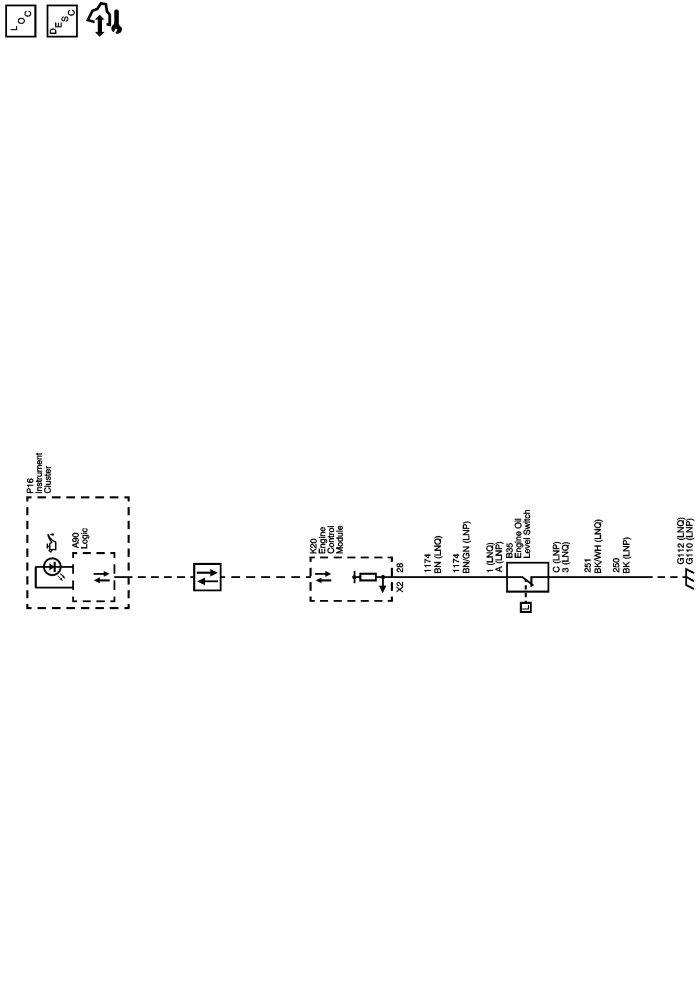 LOC
DESC
P16
Instrument
Cluster
A90
Logic
K20
Engine
Control
Module
28
X2
1174
BN (LNQ)
1174
BN/GN (LNP)
1 (LNQ)
A (LNP)
B35
Engine Oil
Level Switch
L
C (LNP)
3 (LNQ)
251
BK/WH (LNQ)
250
BK (LNP)
G112 (LNQ)
G110 (LNP)